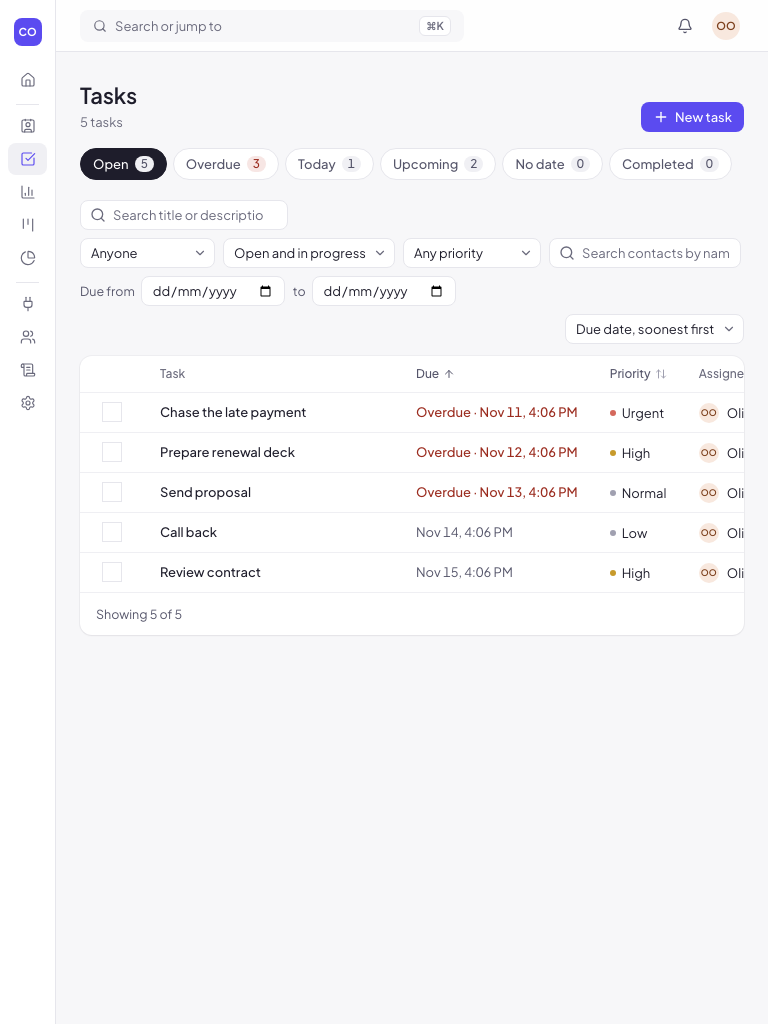 CO
Search or jump to ⌘K
OO
Tasks
5 tasks
New task
Open 5 Overdue 3 Today 1 Upcoming 2 No date 0 Completed 0
Search title or descriptio
Anyone Open and in progress Any priority Search contacts by nam
Due from dd/mm/yyyy to dd/mm/yyyy
Due date, soonest first
Task Due ↑ Priority ↑↓ Assigne
Chase the late payment Overdue · Nov 11, 4:06 PM Urgent OO Oli
Prepare renewal deck Overdue · Nov 12, 4:06 PM High OO Oli
Send proposal Overdue · Nov 13, 4:06 PM Normal OO Oli
Call back Nov 14, 4:06 PM Low OO Oli
Review contract Nov 15, 4:06 PM High OO Oli
Showing 5 of 5